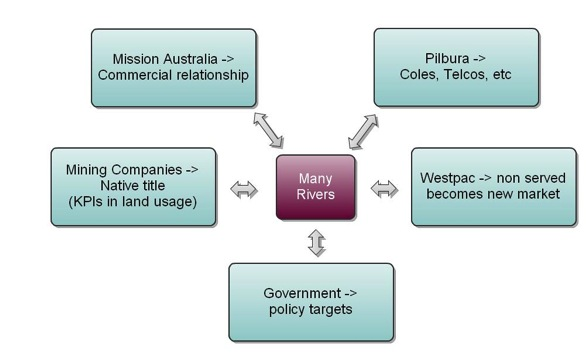 Mission Australia ->
Commercial relationship
Pilbura ->
Coles, Telcos, etc
Mining Companies ->
Native title
(KPIs in land usage)
Many
Rivers
Westpac -> non served
becomes new market
Government ->
policy targets